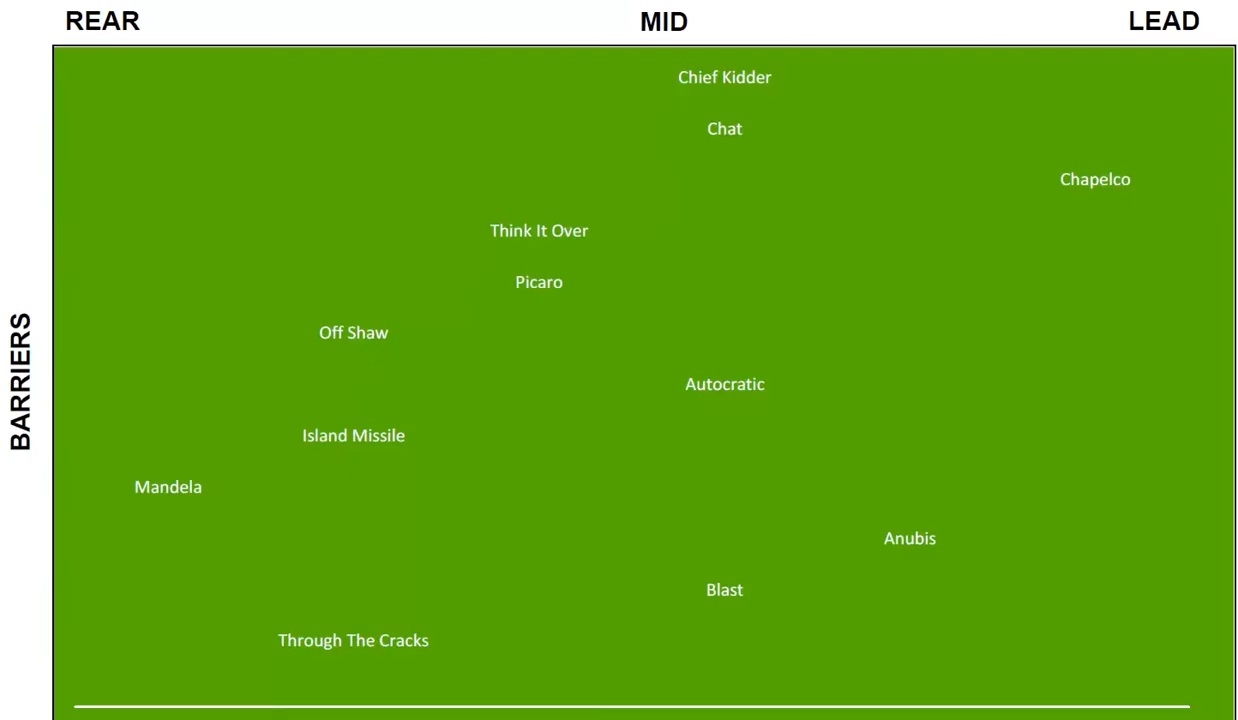 REAR MID LEAD
Chief Kidder
Chat
Chapelco
Think It Over
Picaro
Off Shaw
BARRIERS
Autocratic
Island Missile
Mandela
Anubis
Blast
Through The Cracks